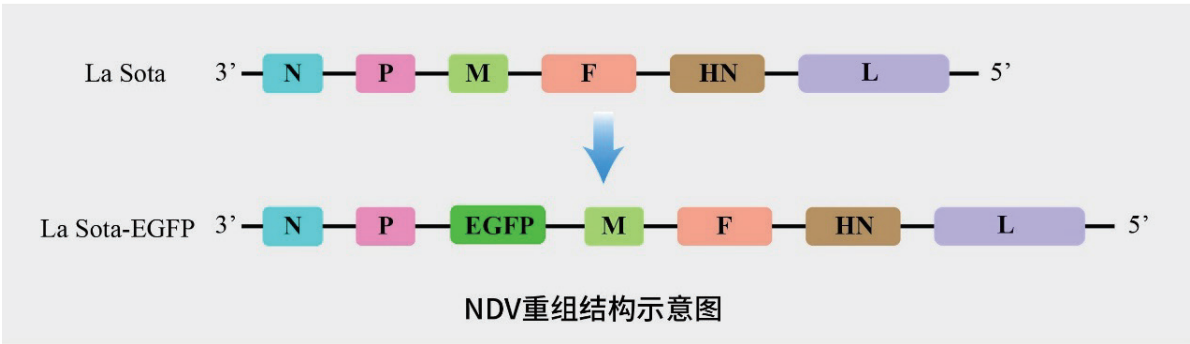 La Sota 3’ N P M F HN L 5’
La Sota-EGFP 3’ N P EGFP M F HN L 5’
NDV重组结构示意图